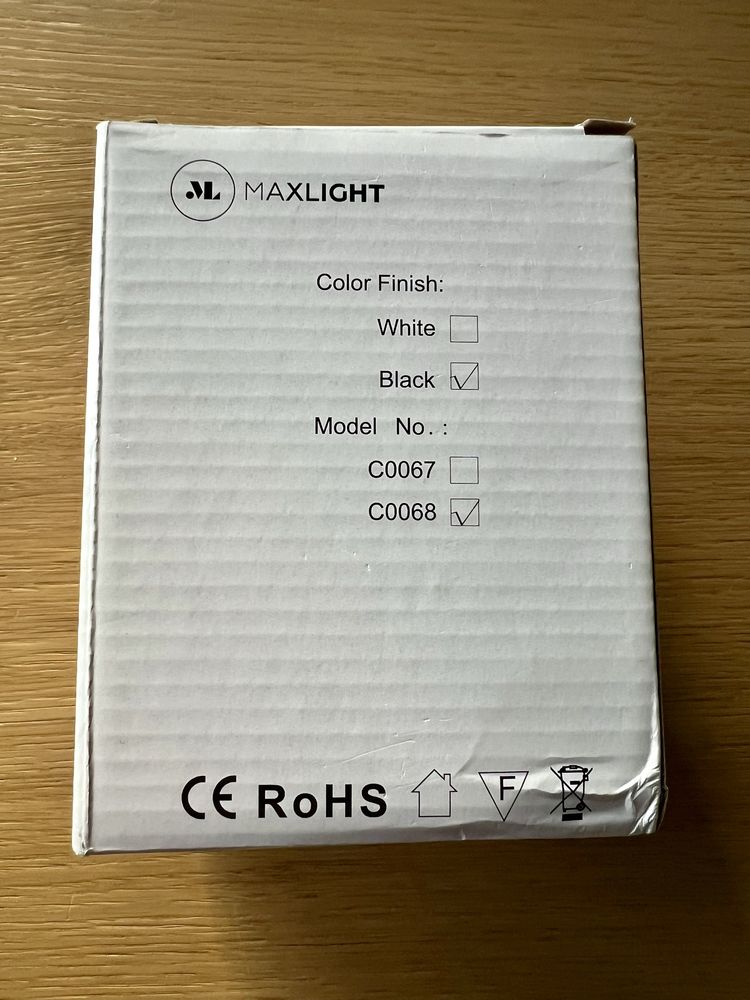 ML MAXLIGHT
Color Finish:
White
Black
Model No. :
C0067
C0068
CE RoHS F